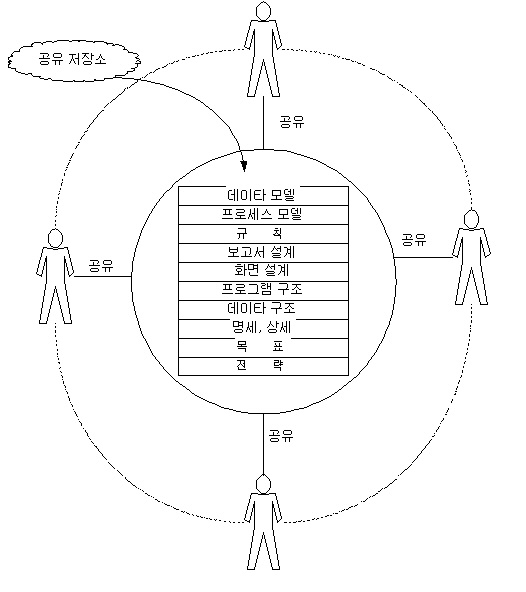 공유 저장소
공유
데이타 모델
프로세스 모델
규 칙
보고서 설계
화면 설계
프로그램 구조
데이타 구조
명세, 상세
목 표
전 략
공유
공유
공유